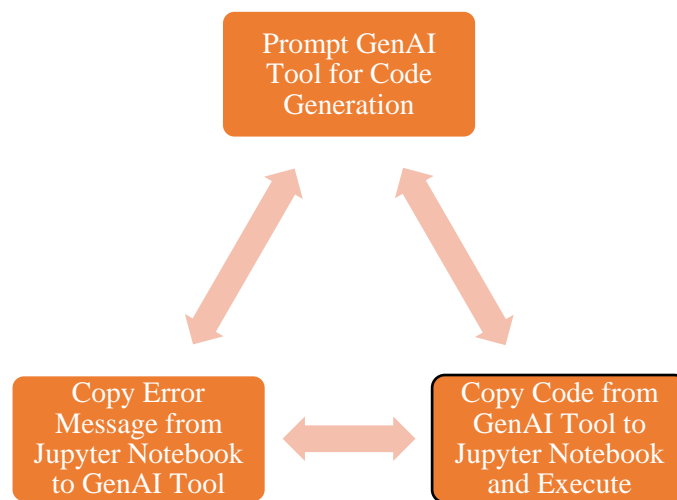 Prompt GenAI
Tool for Code
Generation
Copy Error
Message from
Jupyter Notebook
to GenAI Tool
Copy Code from
GenAI Tool to
Jupyter Notebook
and Execute